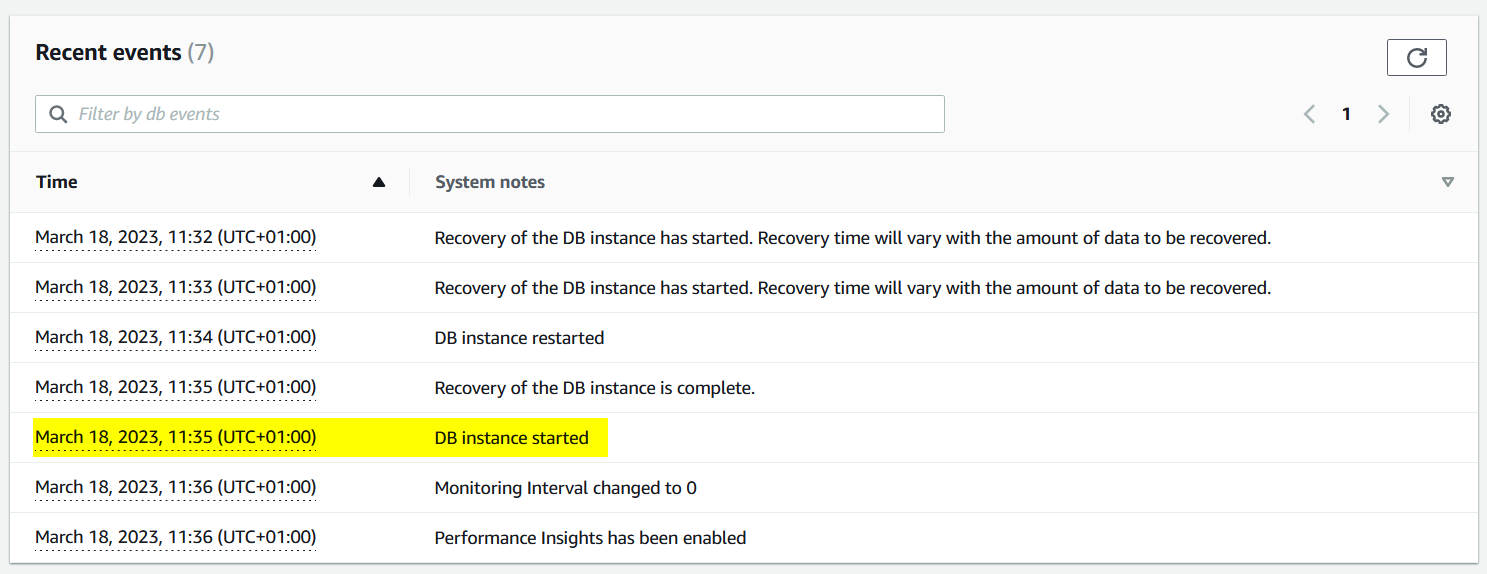 Recent events (7)
Filter by db events
1
Time System notes
March 18, 2023, 11:32 (UTC+01:00) Recovery of the DB instance has started. Recovery time will vary with the amount of data to be recovered.
March 18, 2023, 11:33 (UTC+01:00) Recovery of the DB instance has started. Recovery time will vary with the amount of data to be recovered.
March 18, 2023, 11:34 (UTC+01:00) DB instance restarted
March 18, 2023, 11:35 (UTC+01:00) Recovery of the DB instance is complete.
March 18, 2023, 11:35 (UTC+01:00) DB instance started
March 18, 2023, 11:36 (UTC+01:00) Monitoring Interval changed to 0
March 18, 2023, 11:36 (UTC+01:00) Performance Insights has been enabled